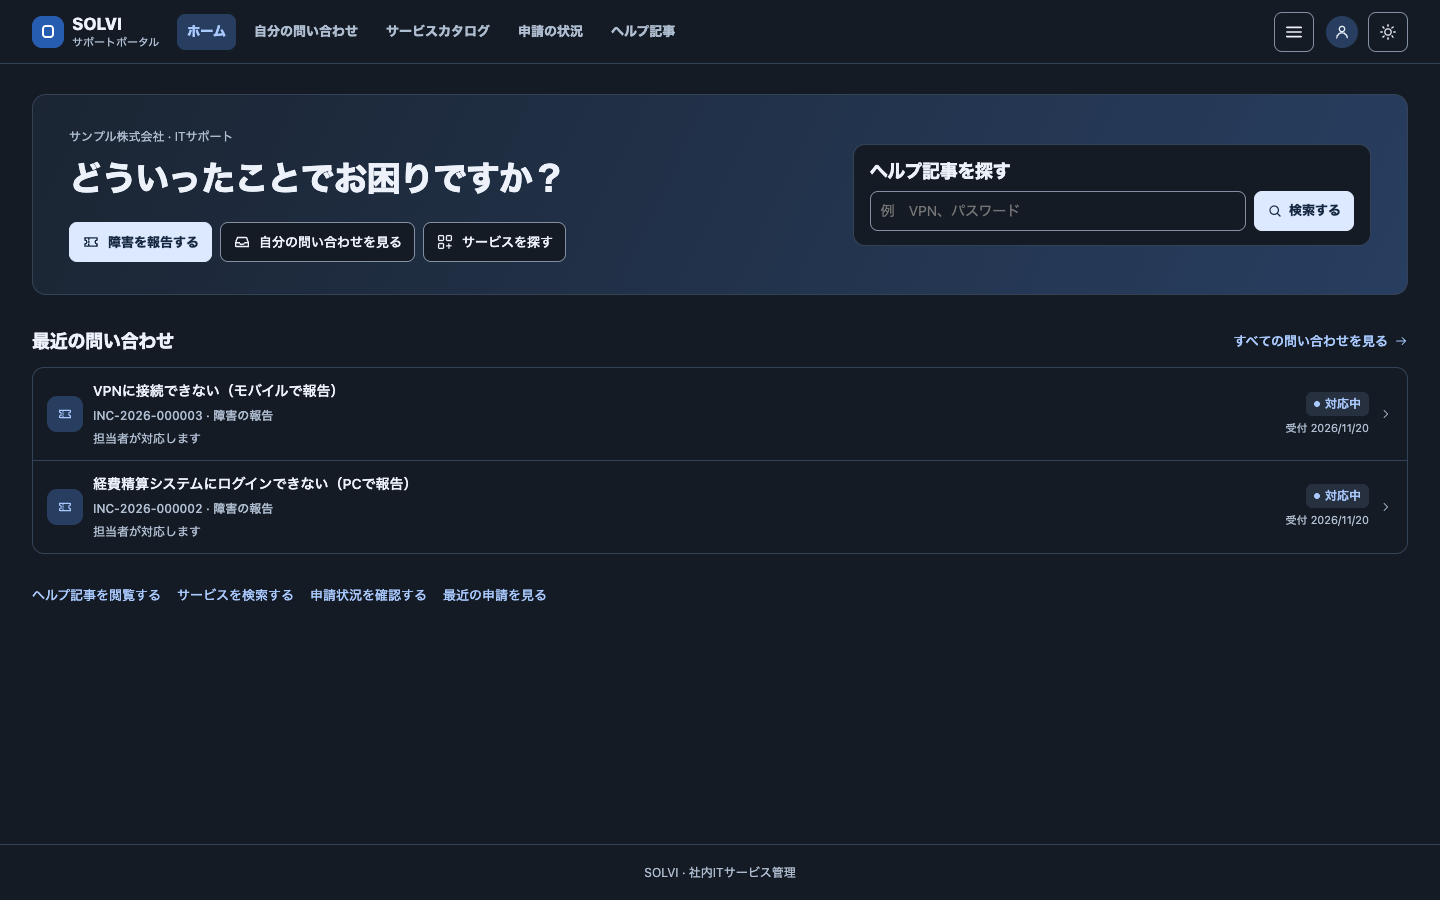 SOLVI
サポートポータル
ホーム
自分の問い合わせ
サービスカタログ
申請の状況
ヘルプ記事
サンプル株式会社 · ITサポート
どういったことでお困りですか？
障害を報告する
自分の問い合わせを見る
サービスを探す
ヘルプ記事を探す
例　VPN、パスワード
検索する
最近の問い合わせ
すべての問い合わせを見る →
VPNに接続できない（モバイルで報告）
INC-2026-000003 · 障害の報告
担当者が対応します
対応中
受付 2026/11/20
経費精算システムにログインできない（PCで報告）
INC-2026-000002 · 障害の報告
担当者が対応します
対応中
受付 2026/11/20
ヘルプ記事を閲覧する
サービスを検索する
申請状況を確認する
最近の申請を見る
SOLVI · 社内ITサービス管理